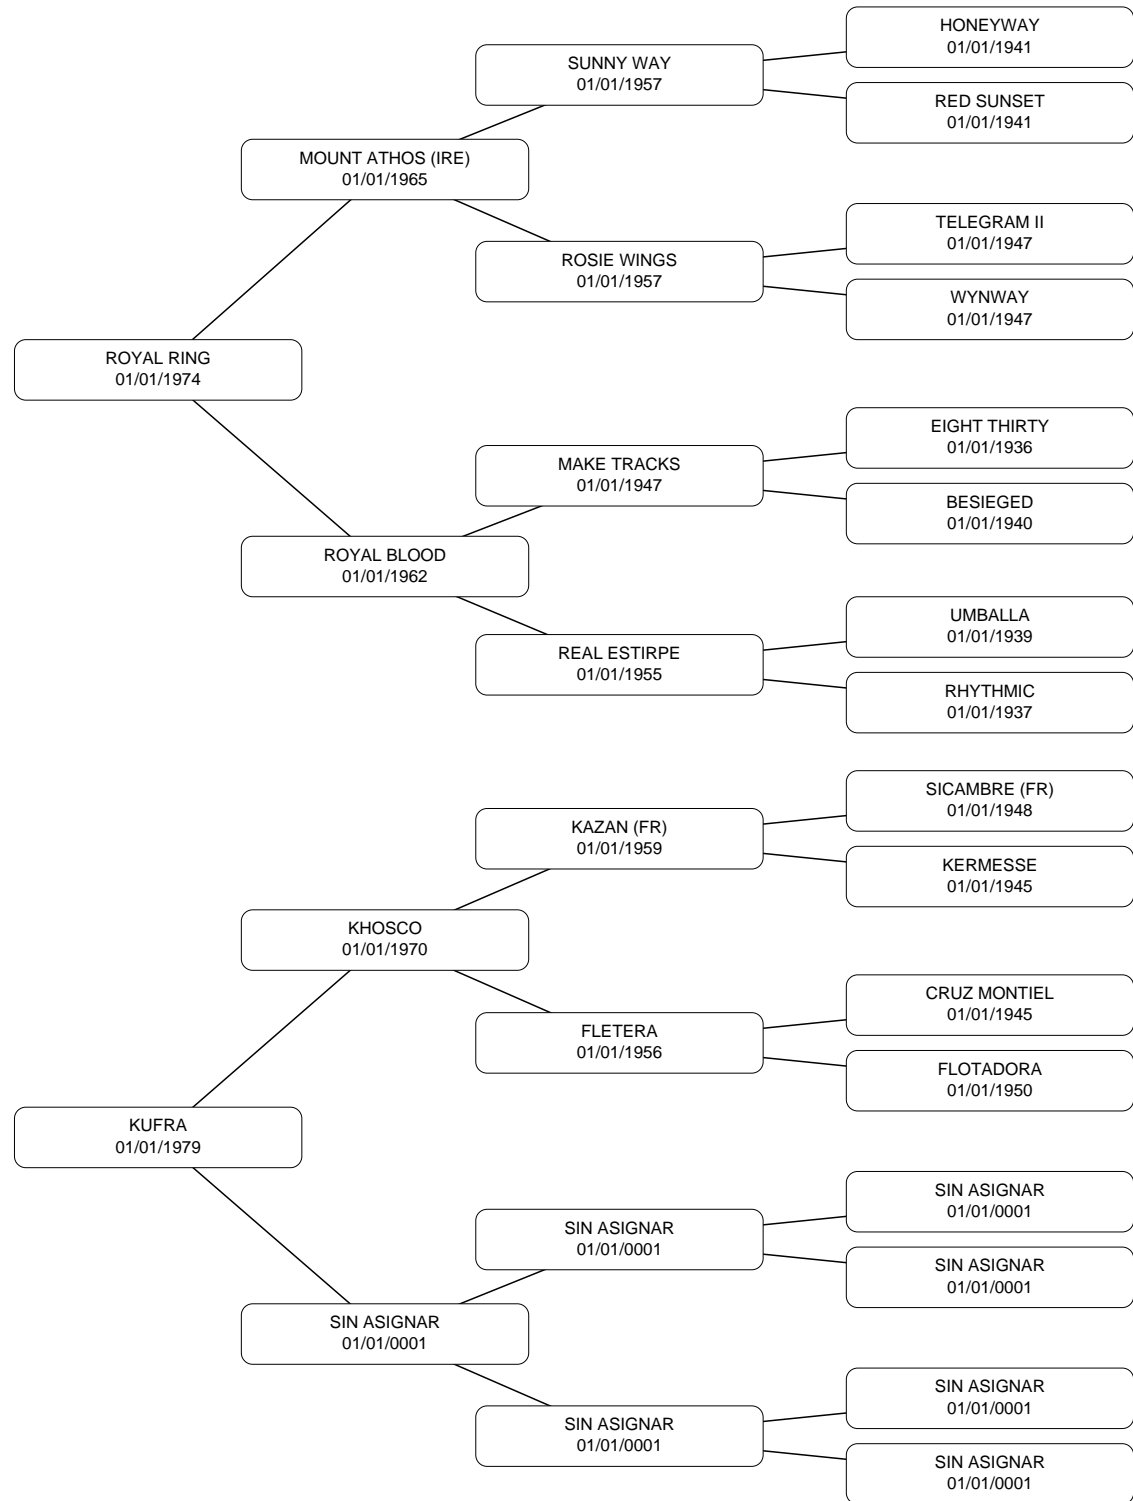 HONEYWAY
01/01/1941
SUNNY WAY
01/01/1957
RED SUNSET
01/01/1941
MOUNT ATHOS (IRE)
01/01/1965
TELEGRAM II
01/01/1947
ROSIE WINGS
01/01/1957
WYNWAY
01/01/1947
ROYAL RING
01/01/1974
EIGHT THIRTY
01/01/1936
MAKE TRACKS
01/01/1947
BESIEGED
01/01/1940
ROYAL BLOOD
01/01/1962
UMBALLA
01/01/1939
REAL ESTIRPE
01/01/1955
RHYTHMIC
01/01/1937
SICAMBRE (FR)
01/01/1948
KAZAN (FR)
01/01/1959
KERMESSE
01/01/1945
KHOSCO
01/01/1970
CRUZ MONTIEL
01/01/1945
FLETERA
01/01/1956
FLOTADORA
01/01/1950
KUFRA
01/01/1979
SIN ASIGNAR
01/01/0001
SIN ASIGNAR
01/01/0001
SIN ASIGNAR
01/01/0001
SIN ASIGNAR
01/01/0001
SIN ASIGNAR
01/01/0001
SIN ASIGNAR
01/01/0001
SIN ASIGNAR
01/01/0001